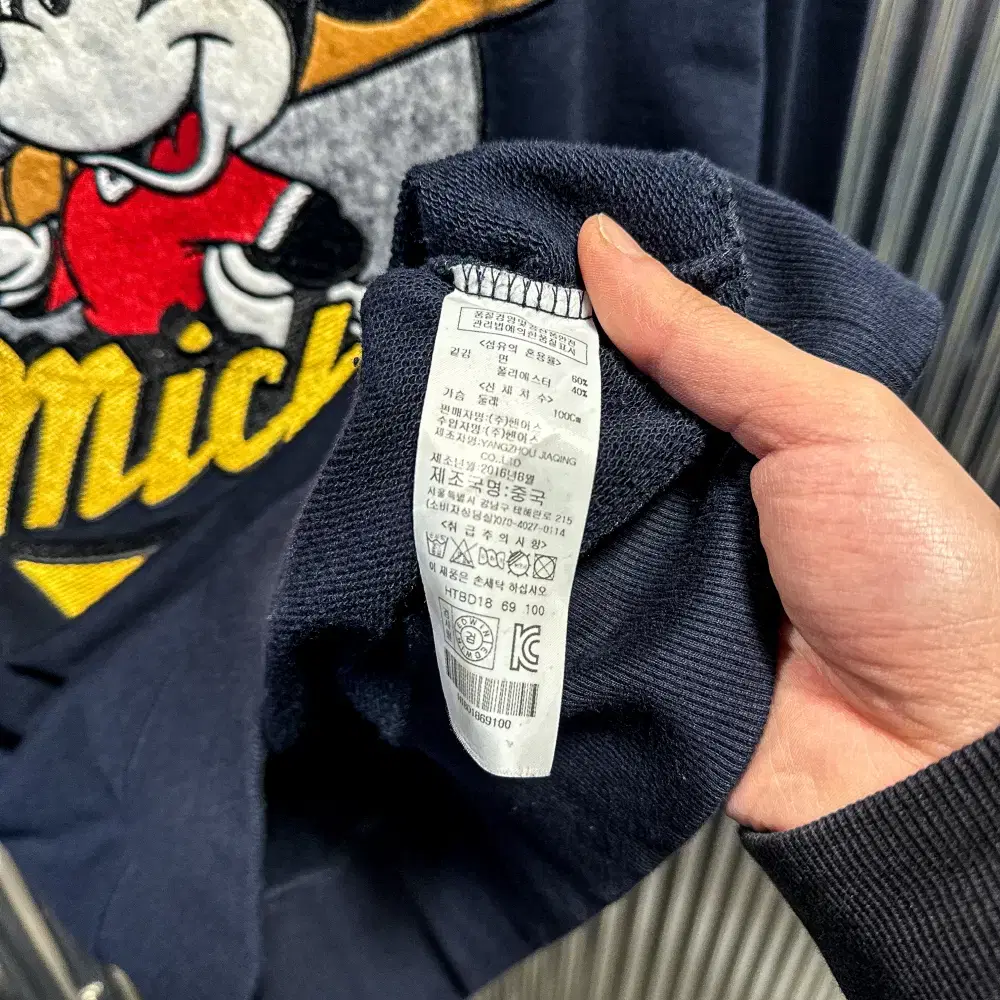 Mick
품질경영및공산품안전
관리법에의한품질표시
<섬유의 혼용율>
겉감 면 60%
폴리에스터 40%
<신체치수>
가슴둘레 100Cm
판매자명:(주)헨어스
수입자명:(주)헨어스
제조자명:YANGZHOU JIAQING
CO.,LTD
제조년월:2016년6월
제조국명:중국
서울특별시 강남구 테헤란로 215
(소비자상담실)070-4027-0114
<취급주의사항>
이 제품은 손세탁 하십시오
HTBD18 69 100
EDWIN
검
HTBD1869100